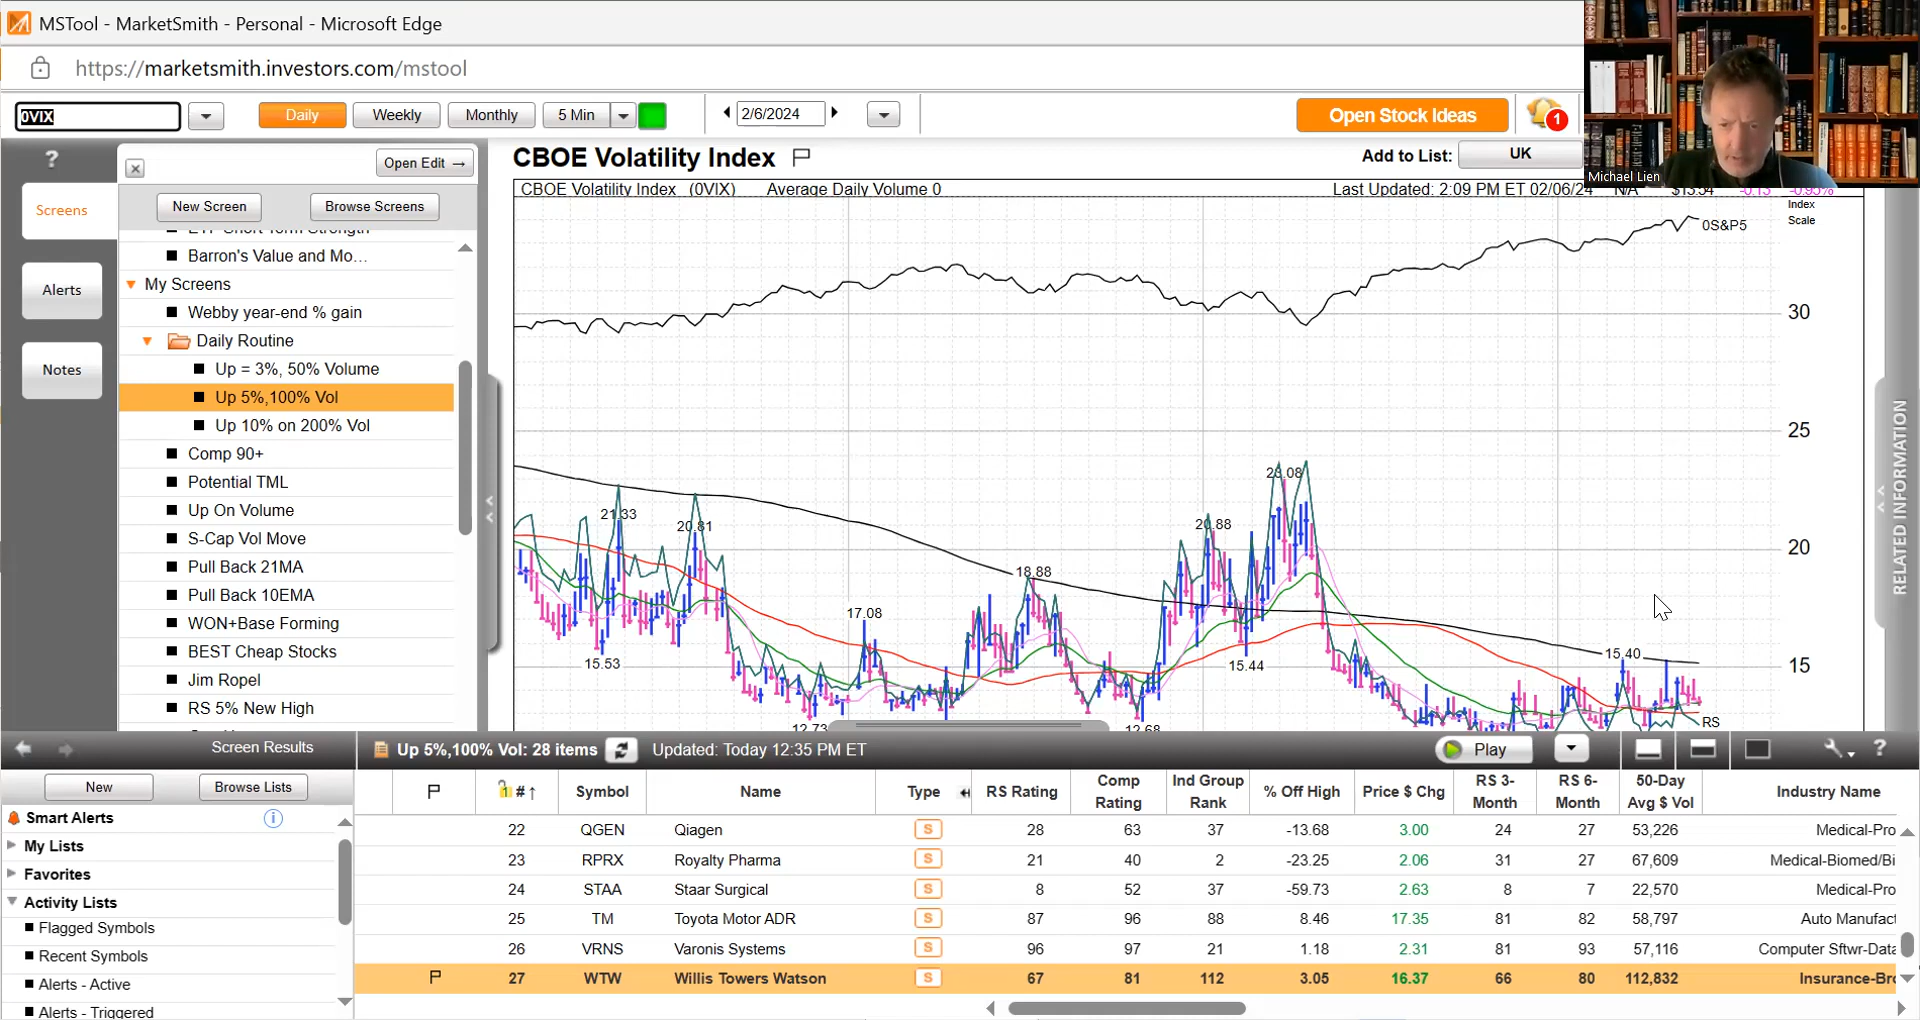 MSTool - MarketSmith - Personal - Microsoft Edge
https://marketsmith.investors.com/mstool
0VIX Daily Weekly Monthly 5 Min 2/6/2024 Open Stock Ideas 1
Michael Lien
? × Open Edit →
Screens
Alerts
Notes
New Screen Browse Screens
ETF Short Term Strength
Barron's Value and Mo...
My Screens
Webby year-end % gain
Daily Routine
Up = 3%, 50% Volume
Up 5%,100% Vol
Up 10% on 200% Vol
Comp 90+
Potential TML
Up On Volume
S-Cap Vol Move
Pull Back 21MA
Pull Back 10EMA
WON+Base Forming
BEST Cheap Stocks
Jim Ropel
RS 5% New High
CBOE Volatility Index Add to List: UK
CBOE Volatility Index (0VIX) Average Daily Volume 0 Last Updated: 2:09 PM ET 02/06/24 N/A $13.54 -0.13 -0.95%
Index
Scale
0S&P5
30
25
23.08
21.33 20.81 20.88
20
18.88
17.08
15.53 15.44 15.40 15
12.73 12.68 RS
RELATED INFORMATION
Screen Results Up 5%,100% Vol: 28 items Updated: Today 12:35 PM ET Play ?
New Browse Lists
Smart Alerts i
My Lists
Favorites
Activity Lists
Flagged Symbols
Recent Symbols
Alerts - Active
Alerts - Triggered
1 # ↑ Symbol Name Type RS Rating Comp Rating Ind Group Rank % Off High Price $ Chg RS 3-Month RS 6-Month 50-Day Avg $ Vol Industry Name
22 QGEN Qiagen S 28 63 37 -13.68 3.00 24 27 53,226 Medical-Pro
23 RPRX Royalty Pharma S 21 40 2 -23.25 2.06 31 27 67,609 Medical-Biomed/Bi
24 STAA Staar Surgical S 8 52 37 -59.73 2.63 8 7 22,570 Medical-Pro
25 TM Toyota Motor ADR S 87 96 88 8.46 17.35 81 82 58,797 Auto Manufact
26 VRNS Varonis Systems S 96 97 21 1.18 2.31 81 93 57,116 Computer Sftwr-Data
27 WTW Willis Towers Watson S 67 81 112 3.05 16.37 66 80 112,832 Insurance-Bro